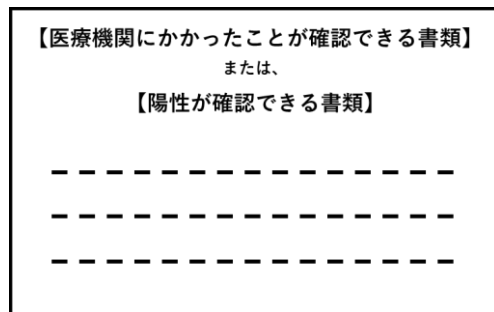 【医療機関にかかったことが確認できる書類】
または、
【陽性が確認できる書類】